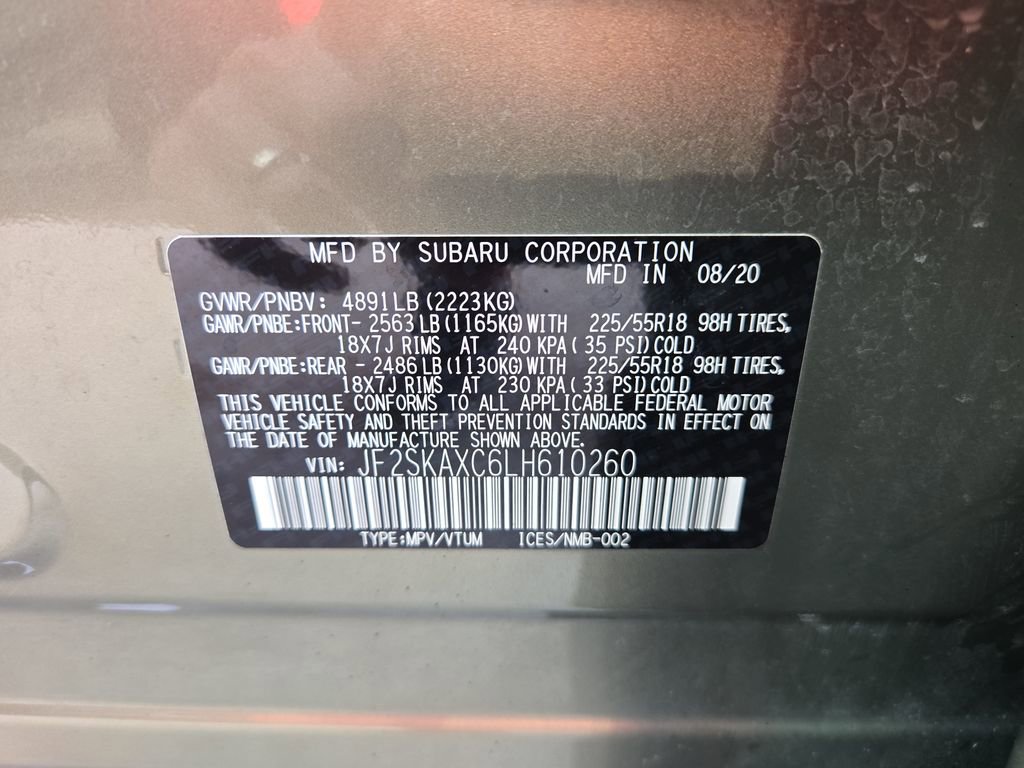 MFD BY SUBARU CORPORATION
MFD IN 08/20
GVWR/PNBV: 4891LB (2223KG)
GAWR/PNBE:FRONT- 2563 LB (1165KG) WITH 225/55R18 98H TIRES,
18X7J RIMS AT 240 KPA ( 35 PSI) COLD
GAWR/PNBE:REAR - 2486 LB (1130KG) WITH 225/55R18 98H TIRES,
18X7J RIMS AT 230 KPA ( 33 PSI) COLD
THIS VEHICLE CONFORMS TO ALL APPLICABLE FEDERAL MOTOR
VEHICLE SAFETY AND THEFT PREVENTION STANDARDS IN EFFECT ON
THE DATE OF MANUFACTURE SHOWN ABOVE.
VIN: JF2SKAXC6LH610260
TYPE:MPV/VTUM ICES/NMB-002